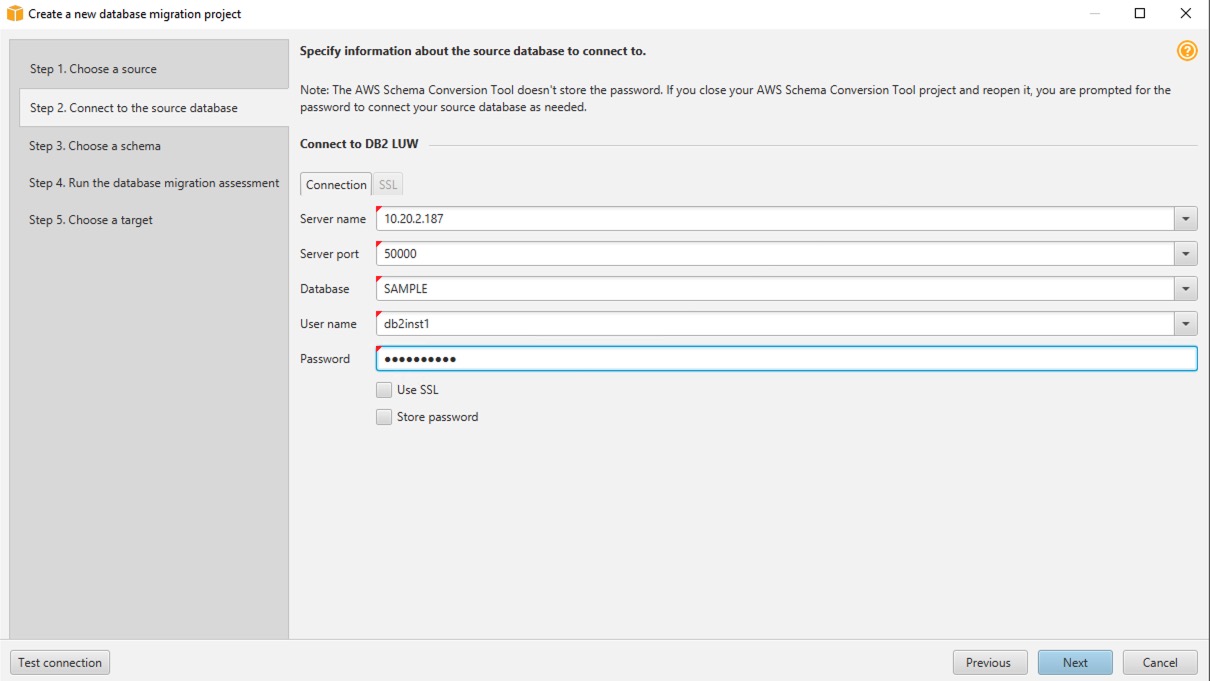 Create a new database migration project
Step 1. Choose a source
Step 2. Connect to the source database
Step 3. Choose a schema
Step 4. Run the database migration assessment
Step 5. Choose a target
Specify information about the source database to connect to.
?
Note: The AWS Schema Conversion Tool doesn't store the password. If you close your AWS Schema Conversion Tool project and reopen it, you are prompted for the
password to connect your source database as needed.
Connect to DB2 LUW
Connection SSL
Server name 10.20.2.187
Server port 50000
Database SAMPLE
User name db2inst1
Password ●●●●●●●●●●
Use SSL
Store password
Test connection Previous Next Cancel